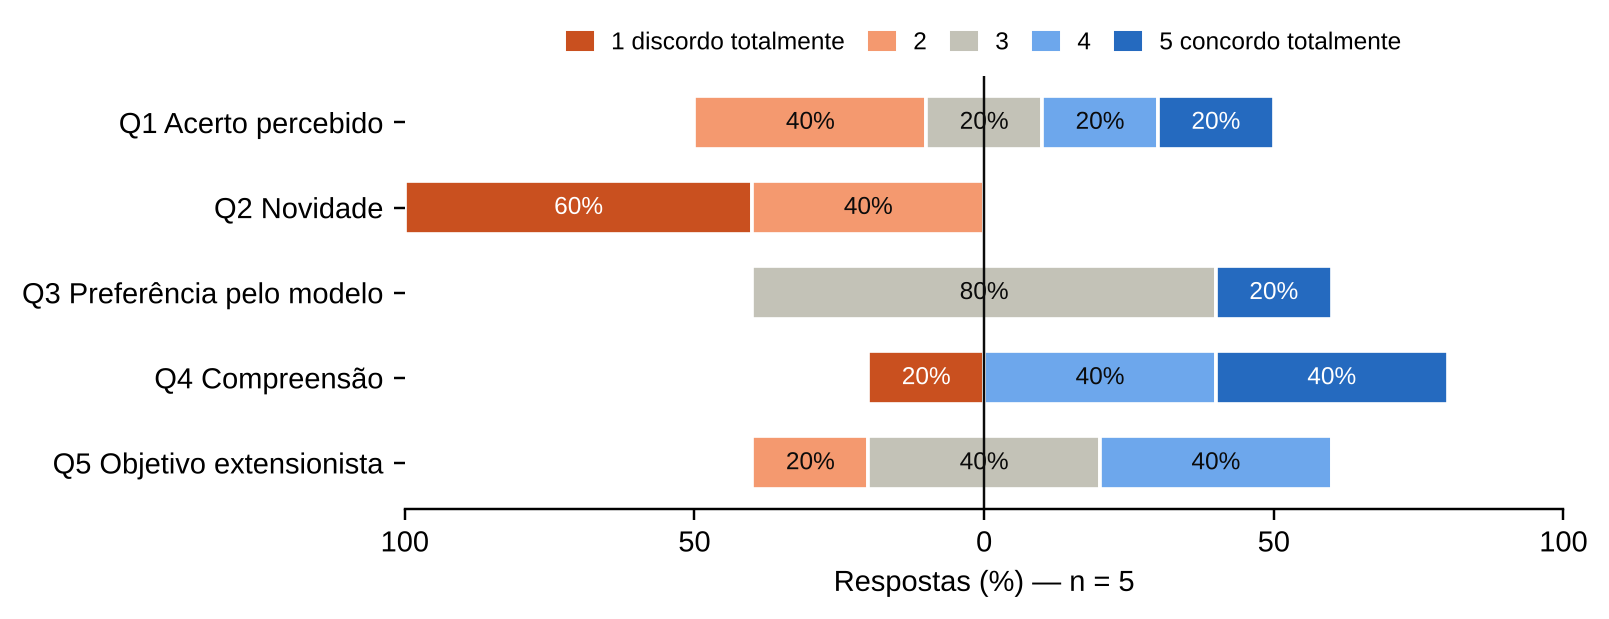 1 discordo totalmente 2 3 4 5 concordo totalmente
Q1 Acerto percebido 40% 20% 20% 20%
Q2 Novidade 60% 40%
Q3 Preferência pelo modelo 80% 20%
Q4 Compreensão 20% 40% 40%
Q5 Objetivo extensionista 20% 40% 40%
100 50 0 50 100
Respostas (%) — n = 5